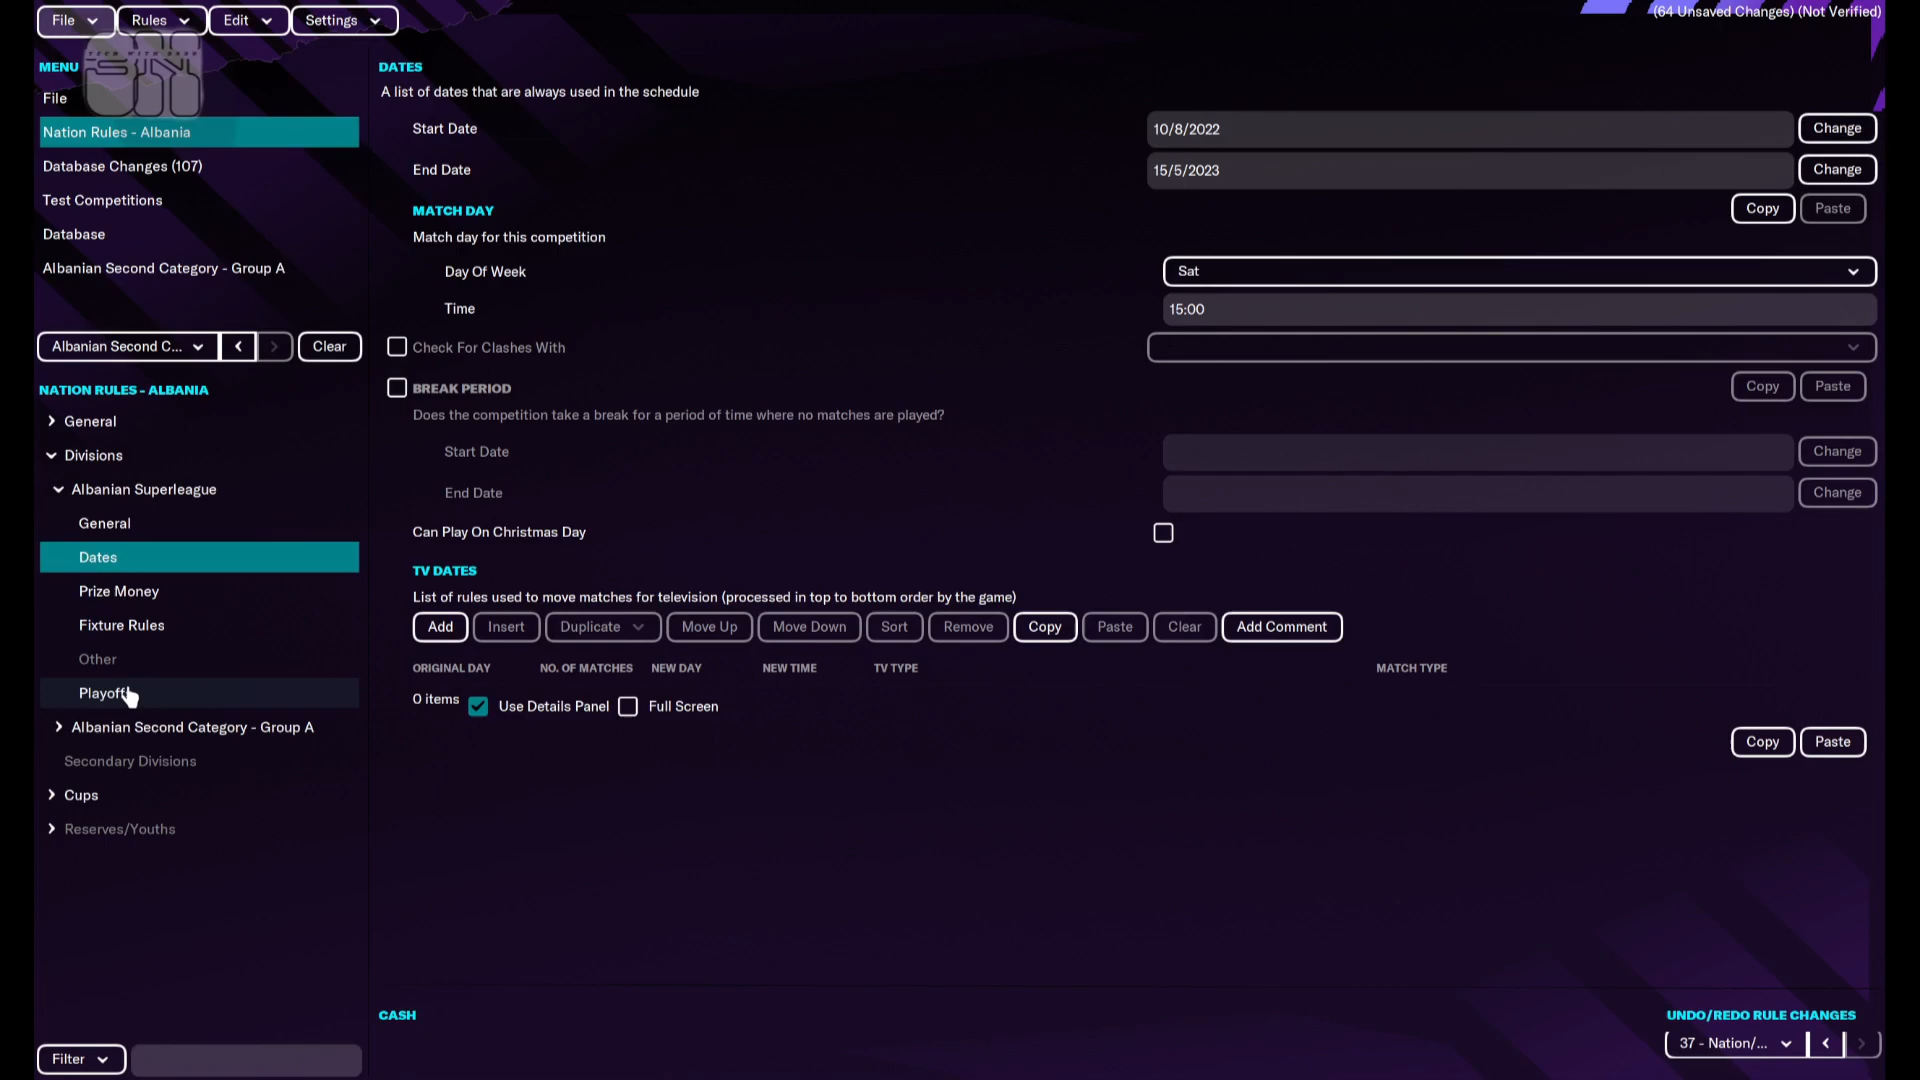 File Rules Edit Settings
(64 Unsaved Changes) (Not Verified)
MENU
File
Nation Rules - Albania
Database Changes (107)
Test Competitions
Database
Albanian Second Category - Group A
Albanian Second C... Clear
NATION RULES - ALBANIA
General
Divisions
Albanian Superleague
General
Dates
Prize Money
Fixture Rules
Other
Playoff
Albanian Second Category - Group A
Secondary Divisions
Cups
Reserves/Youths
Filter
DATES
A list of dates that are always used in the schedule
Start Date 10/8/2022 Change
End Date 15/5/2023 Change
MATCH DAY Copy Paste
Match day for this competition
Day Of Week Sat
Time 15:00
Check For Clashes With
BREAK PERIOD Copy Paste
Does the competition take a break for a period of time where no matches are played?
Start Date Change
End Date Change
Can Play On Christmas Day
TV DATES
List of rules used to move matches for television (processed in top to bottom order by the game)
Add Insert Duplicate Move Up Move Down Sort Remove Copy Paste Clear Add Comment
ORIGINAL DAY NO. OF MATCHES NEW DAY NEW TIME TV TYPE MATCH TYPE
0 items Use Details Panel Full Screen
Copy Paste
CASH
UNDO/REDO RULE CHANGES
37 - Nation/...